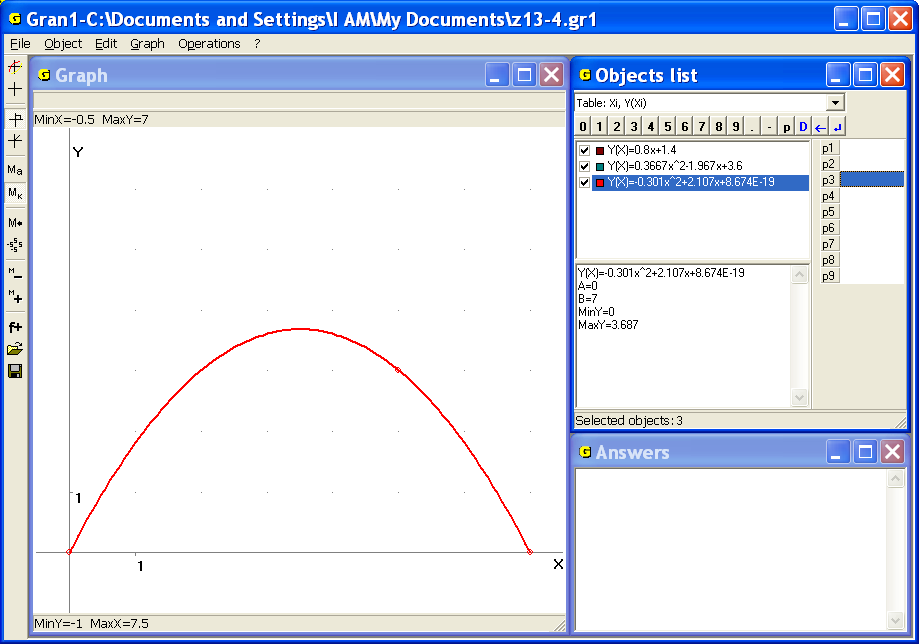 Gran1-C:\Documents and Settings\I AM\My Documents\z13-4.gr1
File Object Edit Graph Operations ?
Graph
MinX=-0.5 MaxY=7
Y
1
1
X
MinY=-1 MaxX=7.5
Ma
MK
M
M
M
f+
Objects list
Table: Xi, Y(Xi)
0 1 2 3 4 5 6 7 8 9 . - p D ← ↲
Y(X)=0.8x+1.4
Y(X)=0.3667x^2-1.967x+3.6
Y(X)=-0.301x^2+2.107x+8.674E-19
p1
p2
p3
p4
p5
p6
p7
p8
p9
Y(X)=-0.301x^2+2.107x+8.674E-19
A=0
B=7
MinY=0
MaxY=3.687
Selected objects: 3
Answers